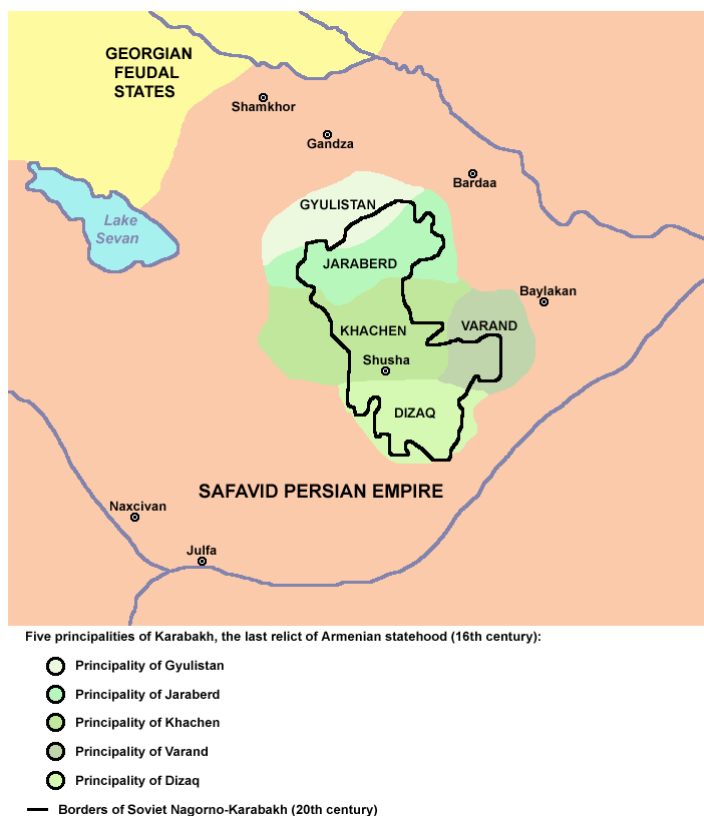 GEORGIAN
FEUDAL
STATES
Shamkhor
Gandza
Bardaa
Lake
Sevan
GYULISTAN
JARABERD
Baylakan
KHACHEN
VARAND
Shusha
DIZAQ
SAFAVID PERSIAN EMPIRE
Naxcivan
Julfa
Five principalities of Karabakh, the last relict of Armenian statehood (16th century):
Principality of Gyulistan
Principality of Jaraberd
Principality of Khachen
Principality of Varand
Principality of Dizaq
Borders of Soviet Nagorno-Karabakh (20th century)